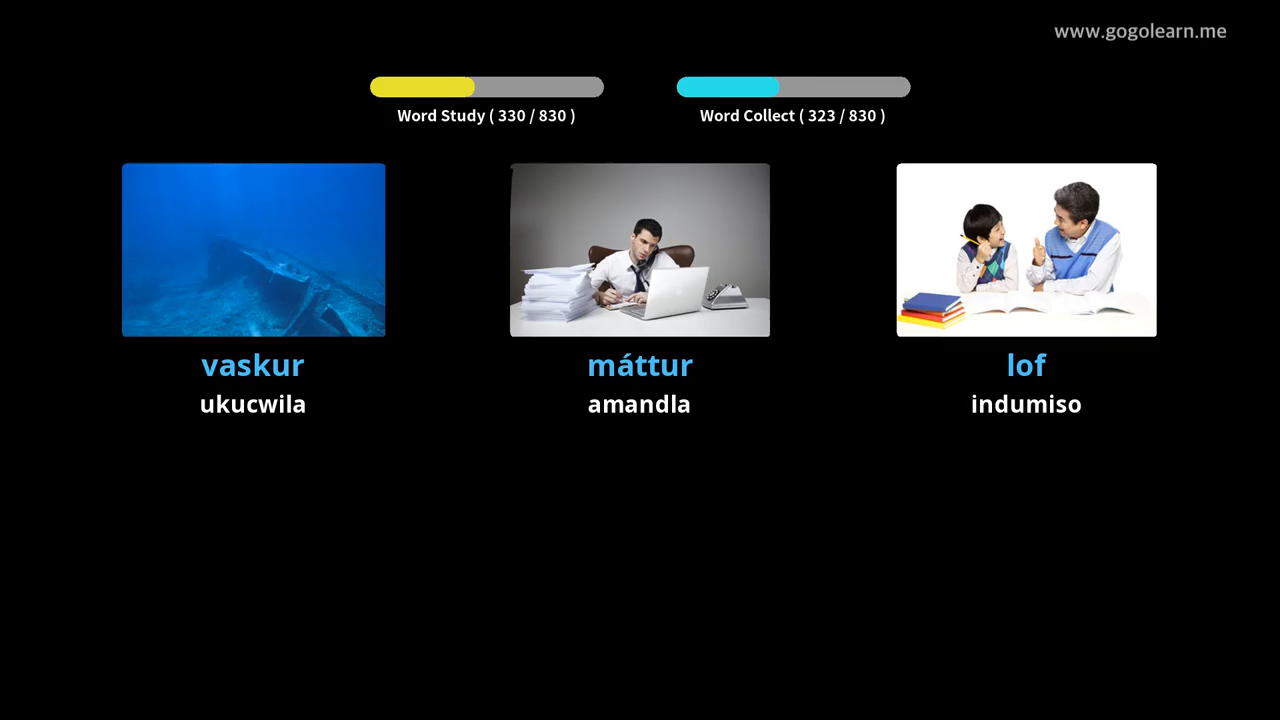 www.gogolearn.me
Word Study ( 330 / 830 )
Word Collect ( 323 / 830 )
vaskur
ukucwila
máttur
amandla
lof
indumiso